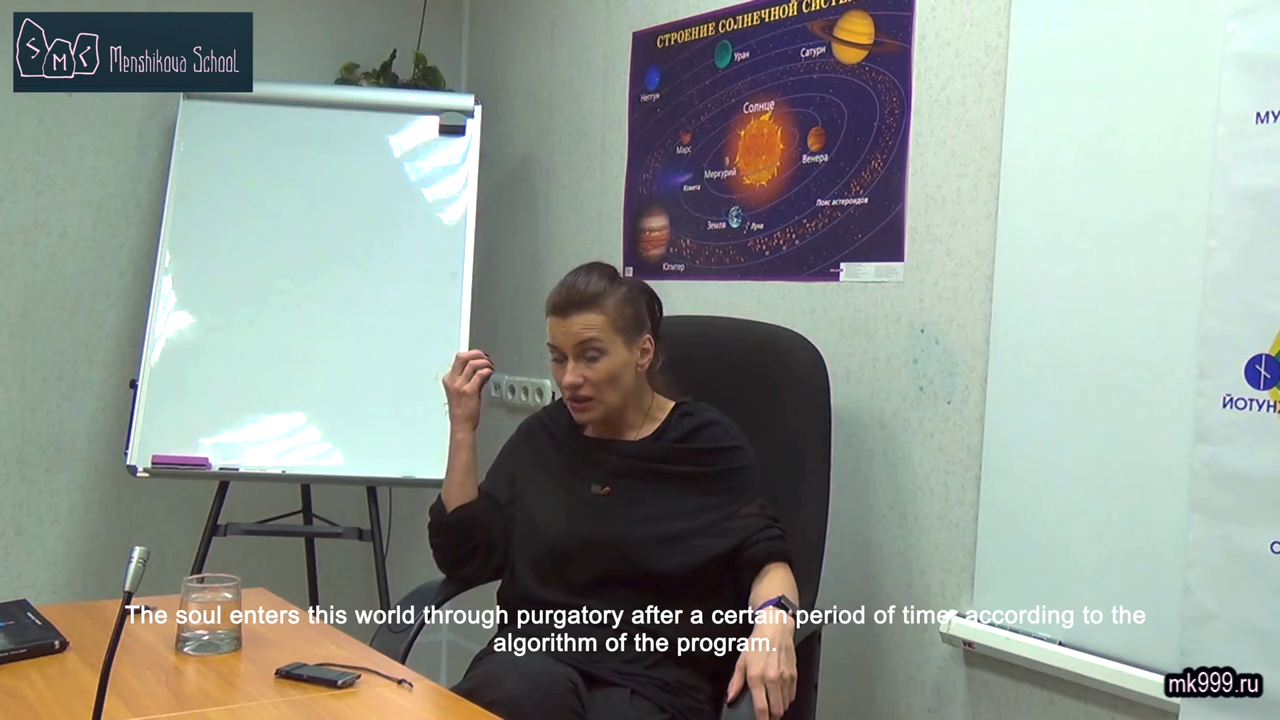 SMC Menshikova School
СТРОЕНИЕ СОЛНЕЧНОЙ СИСТЕ
Уран
Сатурн
Нептун
Солнце
Марс
Венера
Меркурий
Комета
Пояс астероидов
Земля
Луна
Юпитер
МУ
ЙОТУН
The soul enters this world through purgatory after a certain period of time, according to the
algorithm of the program.
mk999.ru